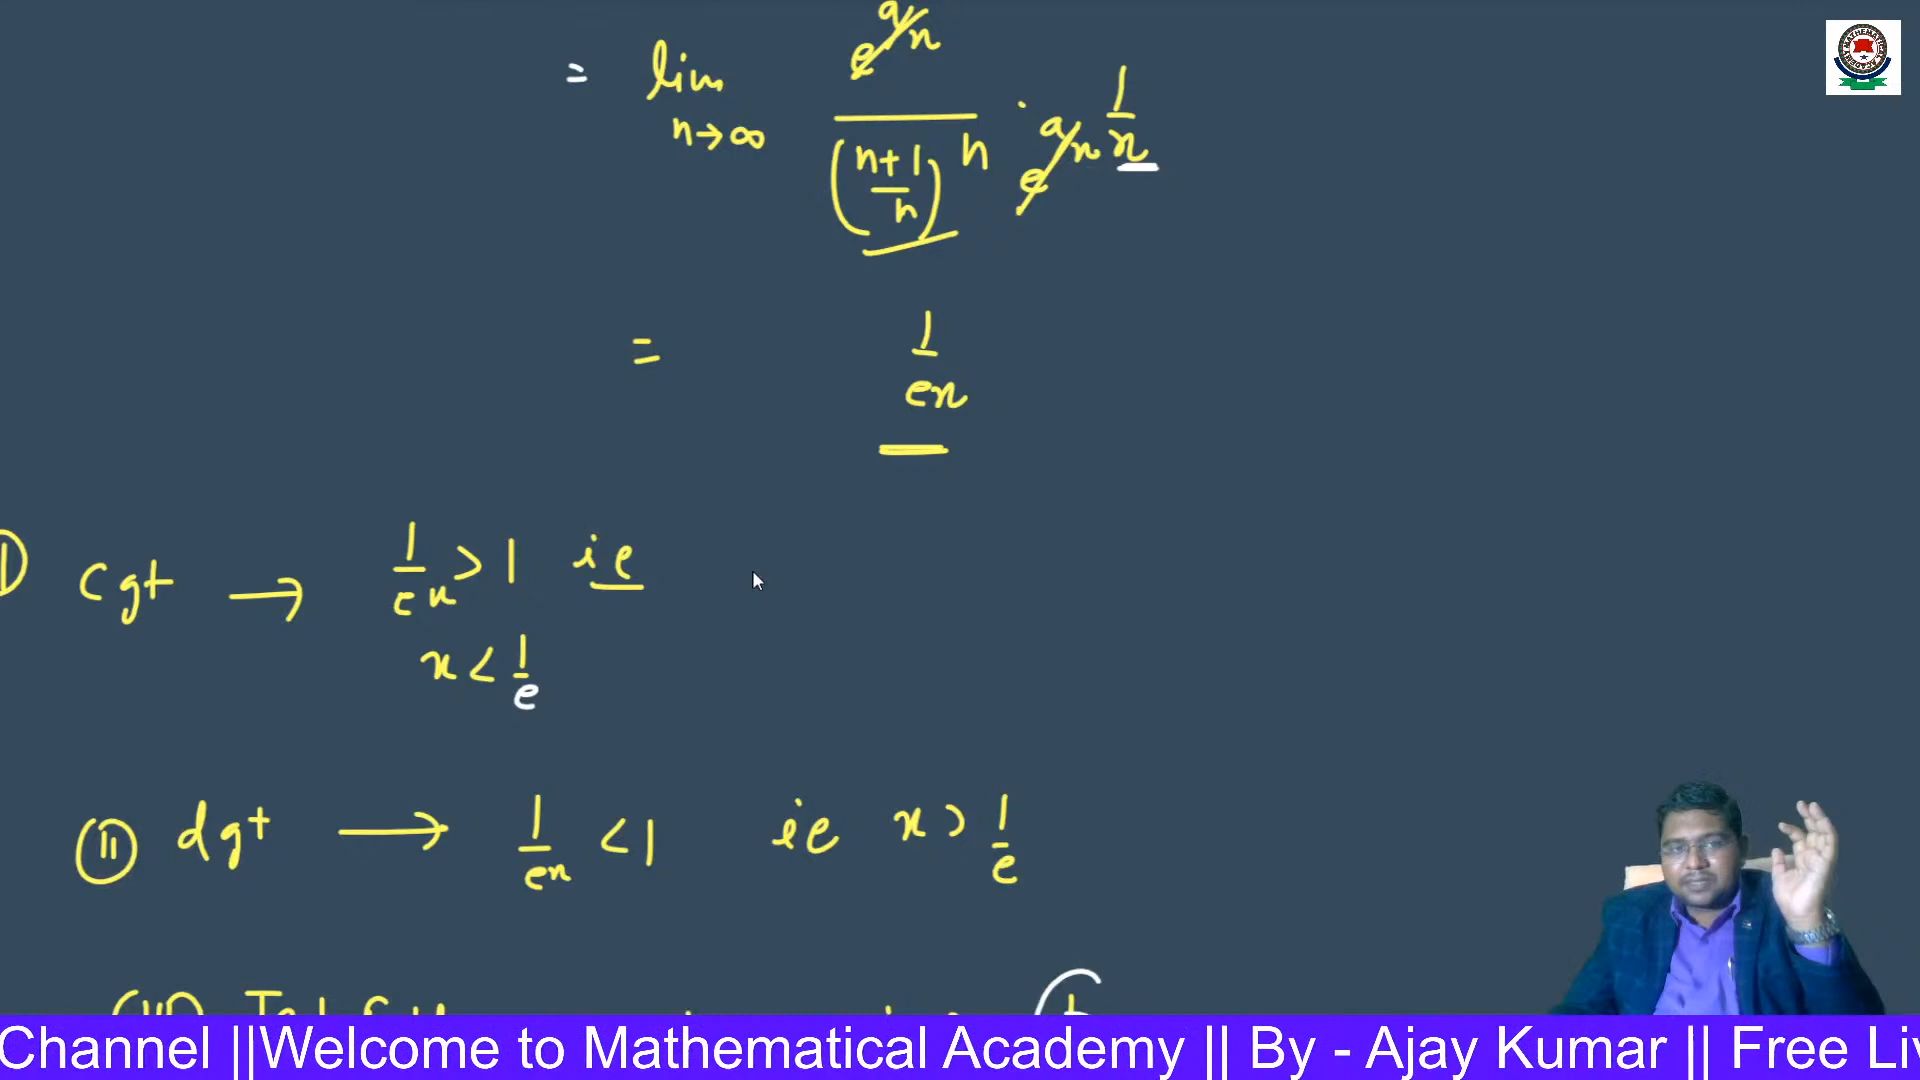 = lim n→∞ e^{a/x} / ((n+1)/n)^n · e^{a/x} 1/x
= 1/ex
(I) Cgt → 1/ex > 1 ie
x < 1/e
(II) dgt → 1/ex < 1 ie x > 1/e
(III)
Channel ||Welcome to Mathematical Academy || By - Ajay Kumar || Free Liv